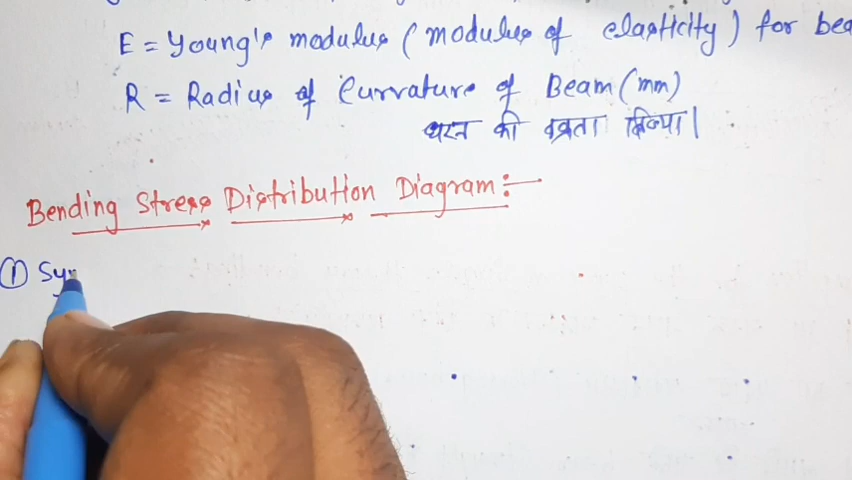 E = Young's modulus (modulus of elasticity) for bea
R = Radius of Curvature of Beam (mm)
धरन की वक्रता त्रिज्या।
Bending Stress Distribution Diagram:-
① Sy